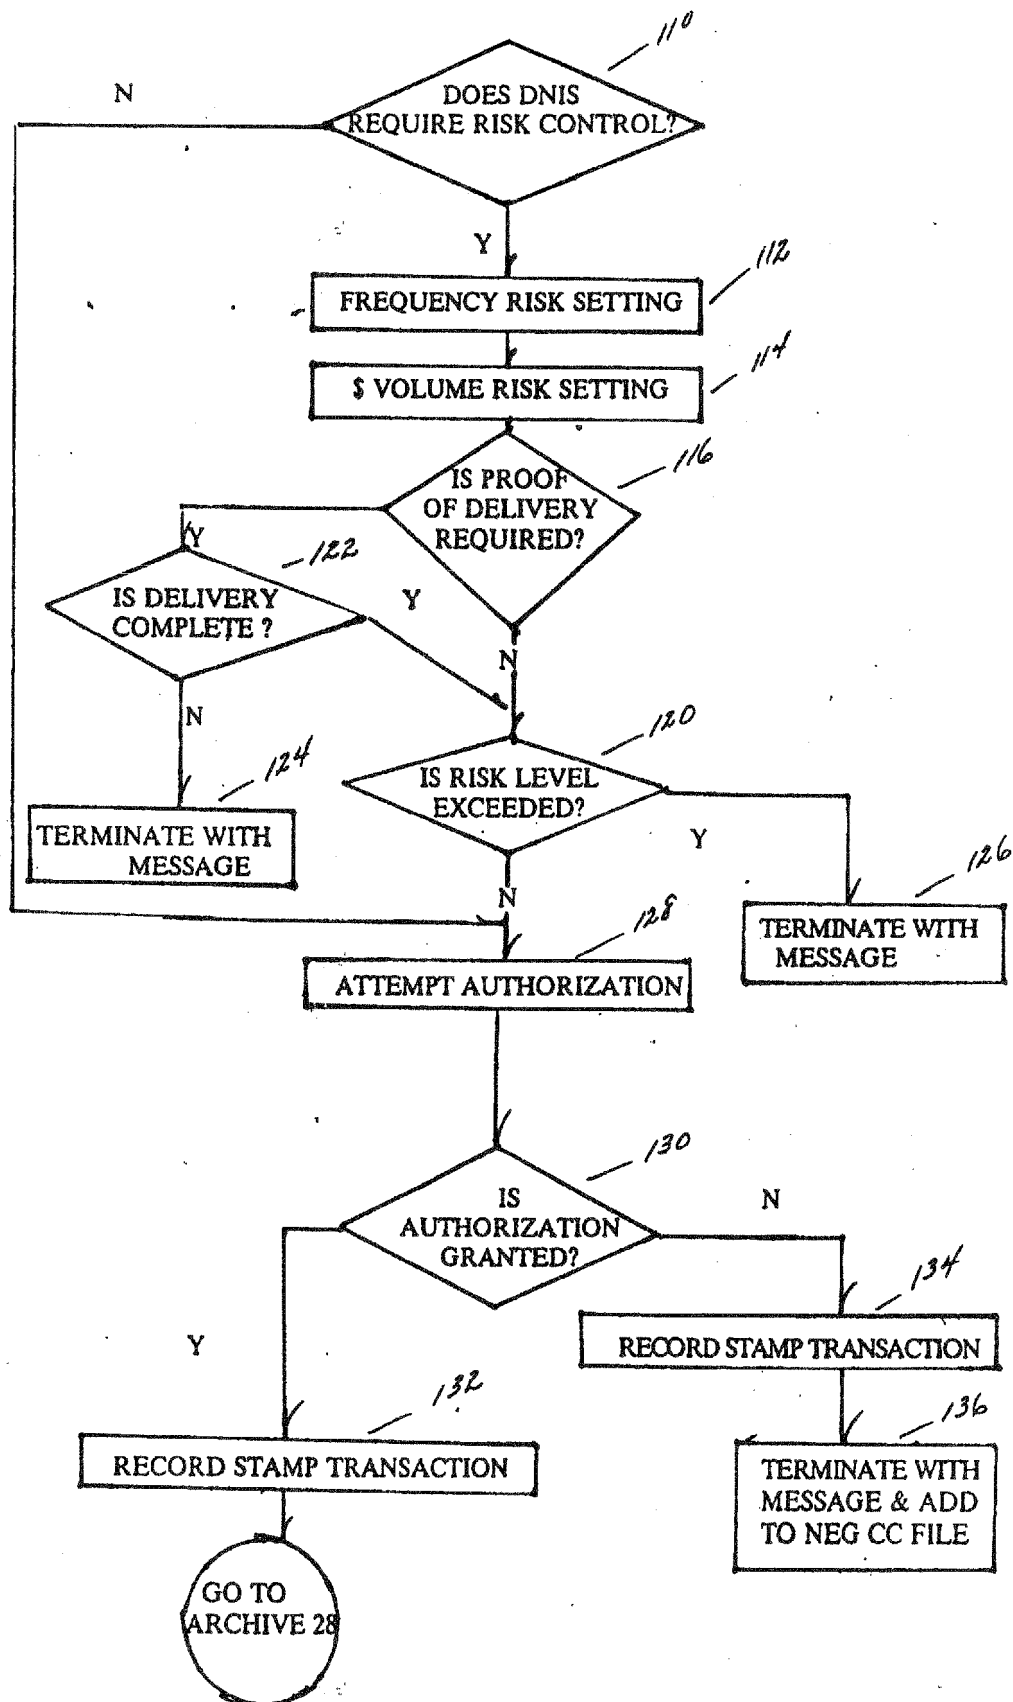 110
N
DOES DNIS
REQUIRE RISK CONTROL?
Y
112
FREQUENCY RISK SETTING
114
$ VOLUME RISK SETTING
116
IS PROOF
OF DELIVERY
REQUIRED?
Y
122
IS DELIVERY
COMPLETE ?
Y
N
N
120
124
IS RISK LEVEL
EXCEEDED?
TERMINATE WITH
MESSAGE
Y
126
N
128
TERMINATE WITH
MESSAGE
ATTEMPT AUTHORIZATION
130
IS
AUTHORIZATION
GRANTED?
N
134
Y
RECORD STAMP TRANSACTION
132
136
RECORD STAMP TRANSACTION
TERMINATE WITH
MESSAGE & ADD
TO NEG CC FILE
GO TO
ARCHIVE 28